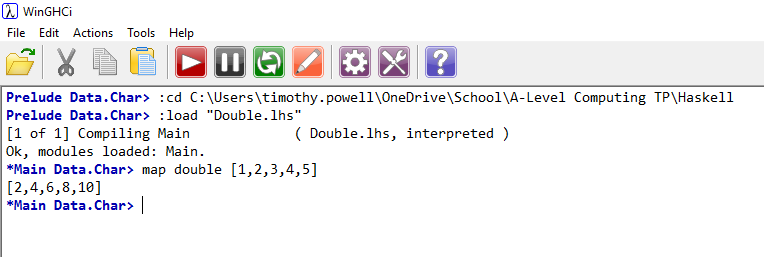 λ WinGHCi
File Edit Actions Tools Help
?
Prelude Data.Char> :cd C:\Users\timothy.powell\OneDrive\School\A-Level Computing TP\Haskell
Prelude Data.Char> :load "Double.lhs"
[1 of 1] Compiling Main             ( Double.lhs, interpreted )
Ok, modules loaded: Main.
*Main Data.Char> map double [1,2,3,4,5]
[2,4,6,8,10]
*Main Data.Char>